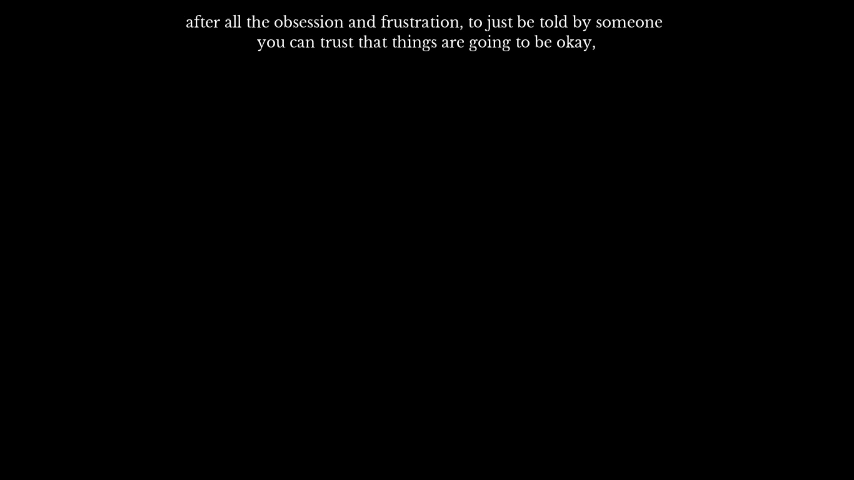 after all the obsession and frustration, to just be told by someone
you can trust that things are going to be okay,